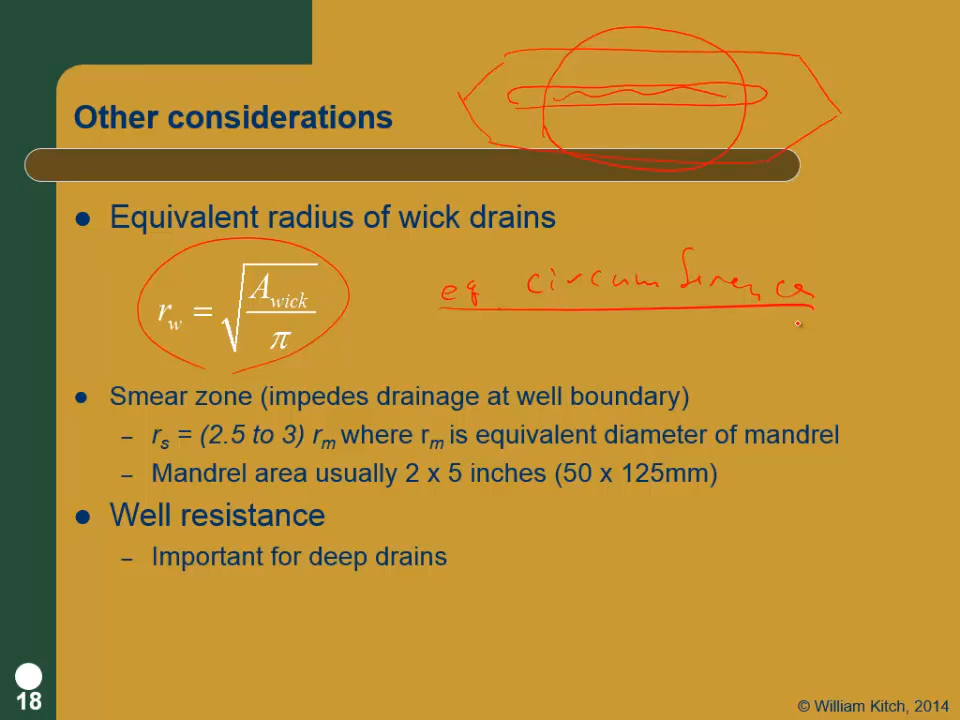 Other considerations
● Equivalent radius of wick drains
r_w = √(A_wick / π)
eq. circumference
● Smear zone (impedes drainage at well boundary)
– r_s = (2.5 to 3) r_m where r_m is equivalent diameter of mandrel
– Mandrel area usually 2 x 5 inches (50 x 125mm)
● Well resistance
– Important for deep drains
18
© William Kitch, 2014